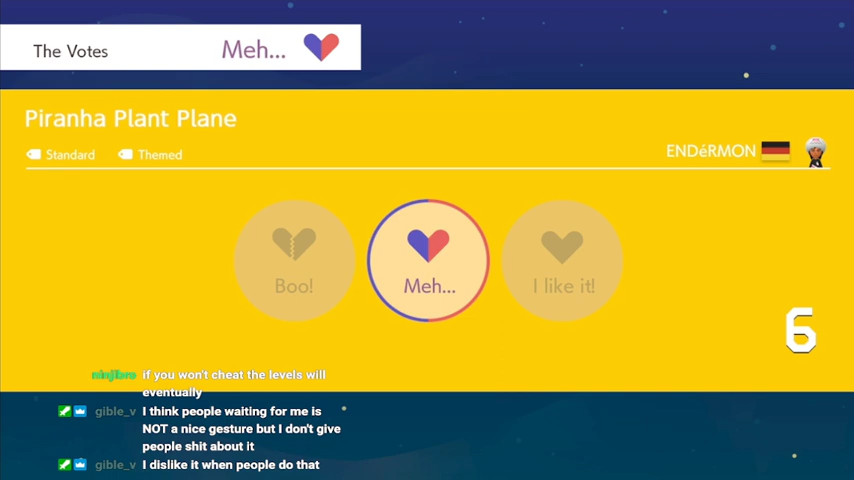 The Votes
Meh...
Piranha Plant Plane
Standard
Themed
ENDéRMON
Boo!
Meh...
I like it!
6
ninjifore if you won't cheat the levels will
eventually
gible_v I think people waiting for me is
NOT a nice gesture but I don't give
people shit about it
gible_v I dislike it when people do that